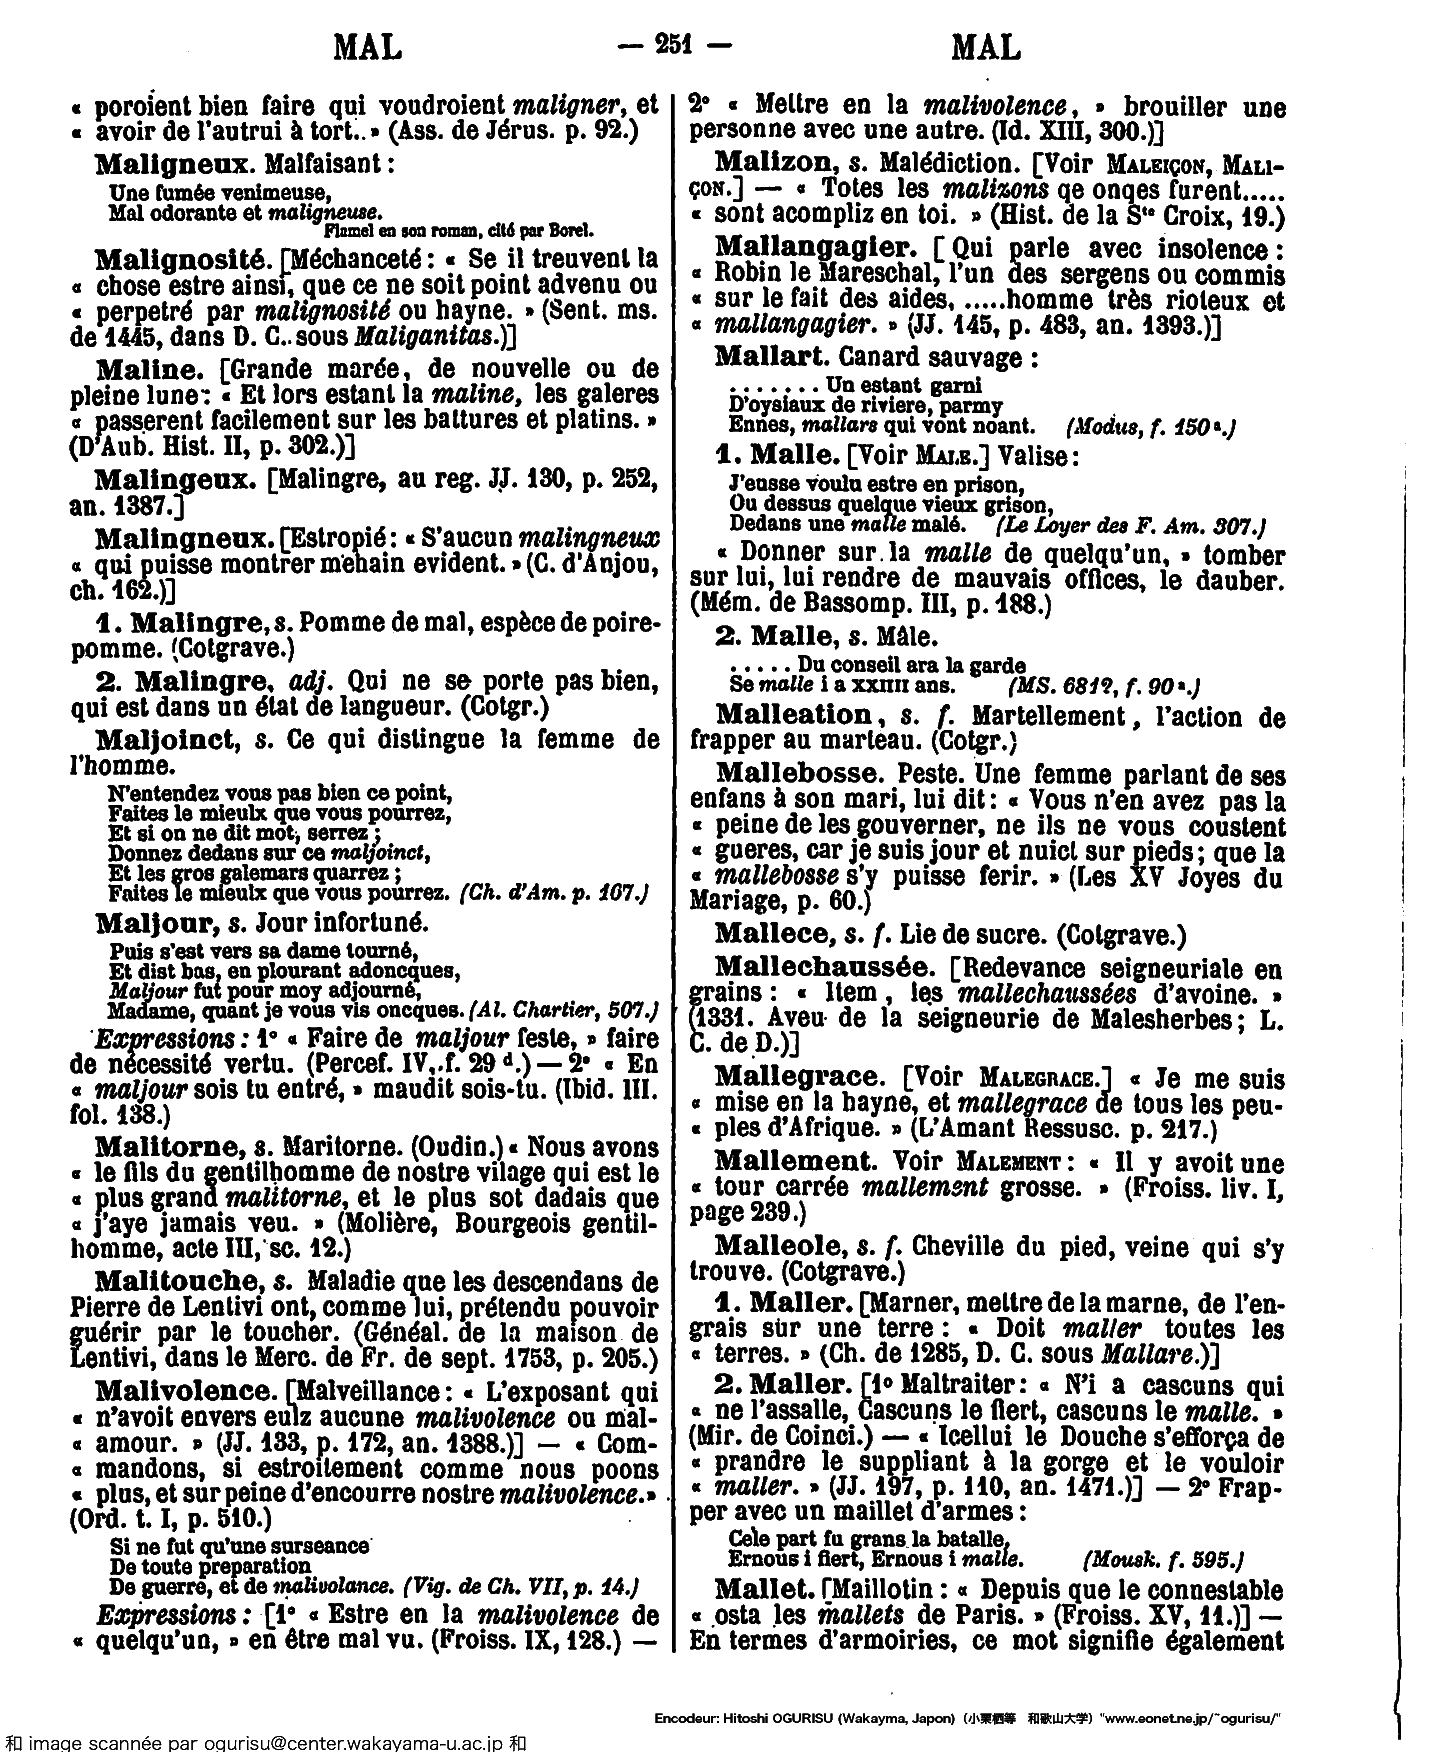 MAL — 251 — MAL
« poroient bien faire qui voudroient maligner, et
« avoir de l'autrui à tort.. » (Ass. de Jérus. p. 92.)
Maligneux. Malfaisant :
Une fumée venimeuse,
Mal odorante et maligneuse.
Flamel en son roman, cité par Borel.
Malignosité. [Méchanceté : « Se il treuvent la
« chose estre ainsi, que ce ne soit point advenu ou
« perpetré par malignosité ou hayne. » (Sent. ms.
de 1445, dans D. C. sous Maliganitas.)]
Maline. [Grande marée, de nouvelle ou de
pleine lune : « Et lors estant la maline, les galeres
« passerent facilement sur les battures et platins. »
(D'Aub. Hist. II, p. 302.)]
Malingeux. [Malingre, au reg. JJ. 130, p. 252,
an. 1387.]
Malingneux. [Estropié : « S'aucun malingneux
« qui puisse montrer mehain evident. » (C. d'Anjou,
ch. 162.)]
1. Malingre, s. Pomme de mal, espèce de poire-
pomme. (Cotgrave.)
2. Malingre, adj. Qui ne se porte pas bien,
qui est dans un état de langueur. (Cotgr.)
Maljoinct, s. Ce qui distingue la femme de
l'homme.
N'entendez vous pas bien ce point,
Faites le mieulx que vous pourrez,
Et si on ne dit mot, serrez ;
Donnez dedans sur ce maljoinct,
Et les gros galemars quarrez ;
Faites le mieulx que vous pourrez. (Ch. d'Am. p. 107.)
Maljour, s. Jour infortuné.
Puis s'est vers sa dame tourné,
Et dist bas, en plourant adoncques,
Maljour fut pour moy adjourné,
Madame, quant je vous vis oncques. (Al. Chartier, 507.)
Expressions : 1° « Faire de maljour feste, » faire
de nécessité vertu. (Percef. IV, f. 29 d.) — 2° « En
« maljour sois tu entré, » maudit sois-tu. (Ibid. III.
fol. 138.)
Malitorne, s. Maritorne. (Oudin.) « Nous avons
« le fils du gentilhomme de nostre vilage qui est le
« plus grand malitorne, et le plus sot dadais que
« j'aye jamais veu. » (Molière, Bourgeois gentil-
homme, acte III, sc. 12.)
Malitouche, s. Maladie que les descendans de
Pierre de Lentivi ont, comme lui, prétendu pouvoir
guérir par le toucher. (Généal. de la maison de
Lentivi, dans le Merc. de Fr. de sept. 1753, p. 205.)
Malivolence. [Malveillance : « L'exposant qui
« n'avoit envers eulz aucune malivolence ou mal-
« amour. » (JJ. 133, p. 172, an. 1388.)] — « Com-
« mandons, si estroitement comme nous poons
« plus, et sur peine d'encourre nostre malivolence. »
(Ord. t. I, p. 510.)
Si ne fut qu'une surseance
De toute preparation
De guerre, et de malivolance. (Vig. de Ch. VII, p. 14.)
Expressions : [1° « Estre en la malivolence de
« quelqu'un, » en être mal vu. (Froiss. IX, 128.) —
2° « Mettre en la malivolence, » brouiller une
personne avec une autre. (Id. XIII, 300.)]
Malizon, s. Malédiction. [Voir MALEIÇON, MALI-
ÇON.] — « Totes les malizons qe onqes furent.....
« sont acompliz en toi. » (Hist. de la Ste Croix, 19.)
Mallangagier. [Qui parle avec insolence :
« Robin le Mareschal, l'un des sergens ou commis
« sur le fait des aides, .....homme très rioteux et
« mallangagier. » (JJ. 145, p. 483, an. 1393.)]
Mallart. Canard sauvage :
....... Un estant garni
D'oysiaux de riviere, parmy
Ennes, mallars qui vont noant. (Modus, f. 150 a.)
1. Malle. [Voir MALE.] Valise :
J'eusse voulu estre en prison,
Ou dessus quelque vieux grison,
Dedans une malle malé. (Le Loyer des F. Am. 307.)
« Donner sur la malle de quelqu'un, » tomber
sur lui, lui rendre de mauvais offices, le dauber.
(Mém. de Bassomp. III, p. 188.)
2. Malle, s. Mâle.
..... Du conseil ara la garde
Se malle i a XXIIII ans. (MS. 6812, f. 90 a.)
Malleation, s. f. Martellement, l'action de
frapper au marteau. (Cotgr.)
Mallebosse. Peste. Une femme parlant de ses
enfans à son mari, lui dit : « Vous n'en avez pas la
« peine de les gouverner, ne ils ne vous coustent
« gueres, car je suis jour et nuict sur pieds ; que la
« mallebosse s'y puisse ferir. » (Les XV Joyes du
Mariage, p. 60.)
Mallece, s. f. Lie de sucre. (Cotgrave.)
Mallechaussée. [Redevance seigneuriale en
grains : « Item, les mallechaussées d'avoine. »
(1331. Aveu de la seigneurie de Malesherbes ; L.
C. de D.)]
Mallegrace. [Voir MALEGRACE.] « Je me suis
« mise en la hayne, et mallegrace de tous les peu-
« ples d'Afrique. » (L'Amant Ressusc. p. 217.)
Mallement. Voir MALEMENT : « Il y avoit une
« tour carrée mallement grosse. » (Froiss. liv. I,
page 239.)
Malleole, s. f. Cheville du pied, veine qui s'y
trouve. (Cotgrave.)
1. Maller. [Marner, mettre de la marne, de l'en-
grais sur une terre : « Doit maller toutes les
« terres. » (Ch. de 1285, D. C. sous Mallare.)]
2. Maller. [1° Maltraiter : « N'i a cascuns qui
« ne l'assalle, Cascuns le fiert, cascuns le malle. »
(Mir. de Coinci.) — « Icellui le Douche s'efforça de
« prandre le suppliant à la gorge et le vouloir
« maller. » (JJ. 197, p. 110, an. 1471.)] — 2° Frap-
per avec un maillet d'armes :
Cele part fu grans la batalle,
Ernous i fiert, Ernous i malle. (Mousk. f. 595.)
Mallet. [Maillotin : « Depuis que le connestable
« osta les mallets de Paris. » (Froiss. XV, 11.)] —
En termes d'armoiries, ce mot signifie également
Encodeur: Hitoshi OGURISU (Wakayma, Japon) (小栗栖等 和歌山大学) "www.eonet.ne.jp/~ogurisu/"
和 image scannée par ogurisu@center.wakayama-u.ac.jp 和